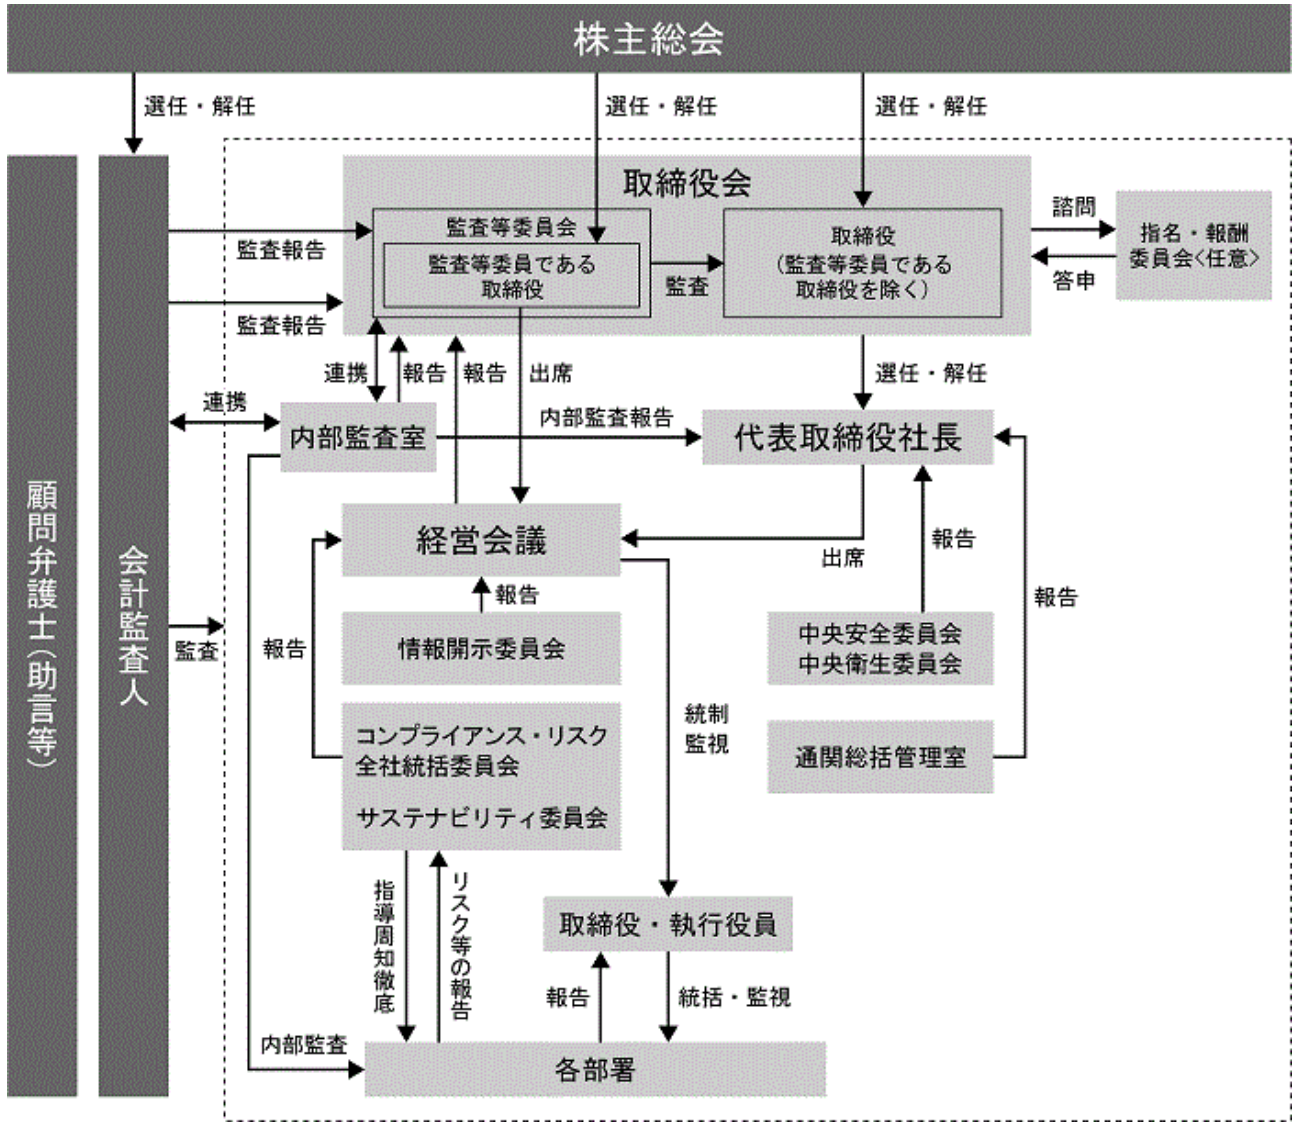 株主総会
選任・解任
選任・解任
選任・解任
取締役会
監査等委員会
監査等委員である
取締役
監査
取締役
（監査等委員である
取締役を除く）
諮問
答申
指名・報酬
委員会<任意>
監査報告
監査報告
連携
報告
報告
出席
選任・解任
連携
内部監査室
内部監査報告
代表取締役社長
経営会議
出席
報告
報告
報告
情報開示委員会
報告
中央安全委員会
中央衛生委員会
監査
統制
監視
コンプライアンス・リスク
全社統括委員会
サステナビリティ委員会
通関総括管理室
指導周知徹底
リスク等の報告
取締役・執行役員
報告
統括・監視
内部監査
各部署
顧問弁護士（助言等）
会計監査人